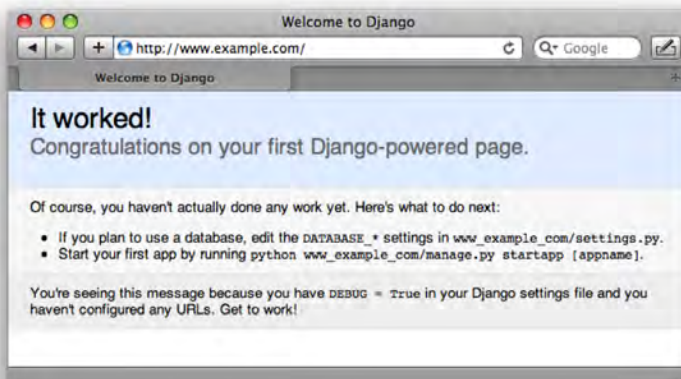 Welcome to Django
http://www.example.com/
Google
Welcome to Django
It worked!
Congratulations on your first Django-powered page.
Of course, you haven't actually done any work yet. Here's what to do next:
• If you plan to use a database, edit the DATABASE_* settings in www_example_com/settings.py.
• Start your first app by running python www_example_com/manage.py startapp [appname].
You're seeing this message because you have DEBUG = True in your Django settings file and you
haven't configured any URLs. Get to work!